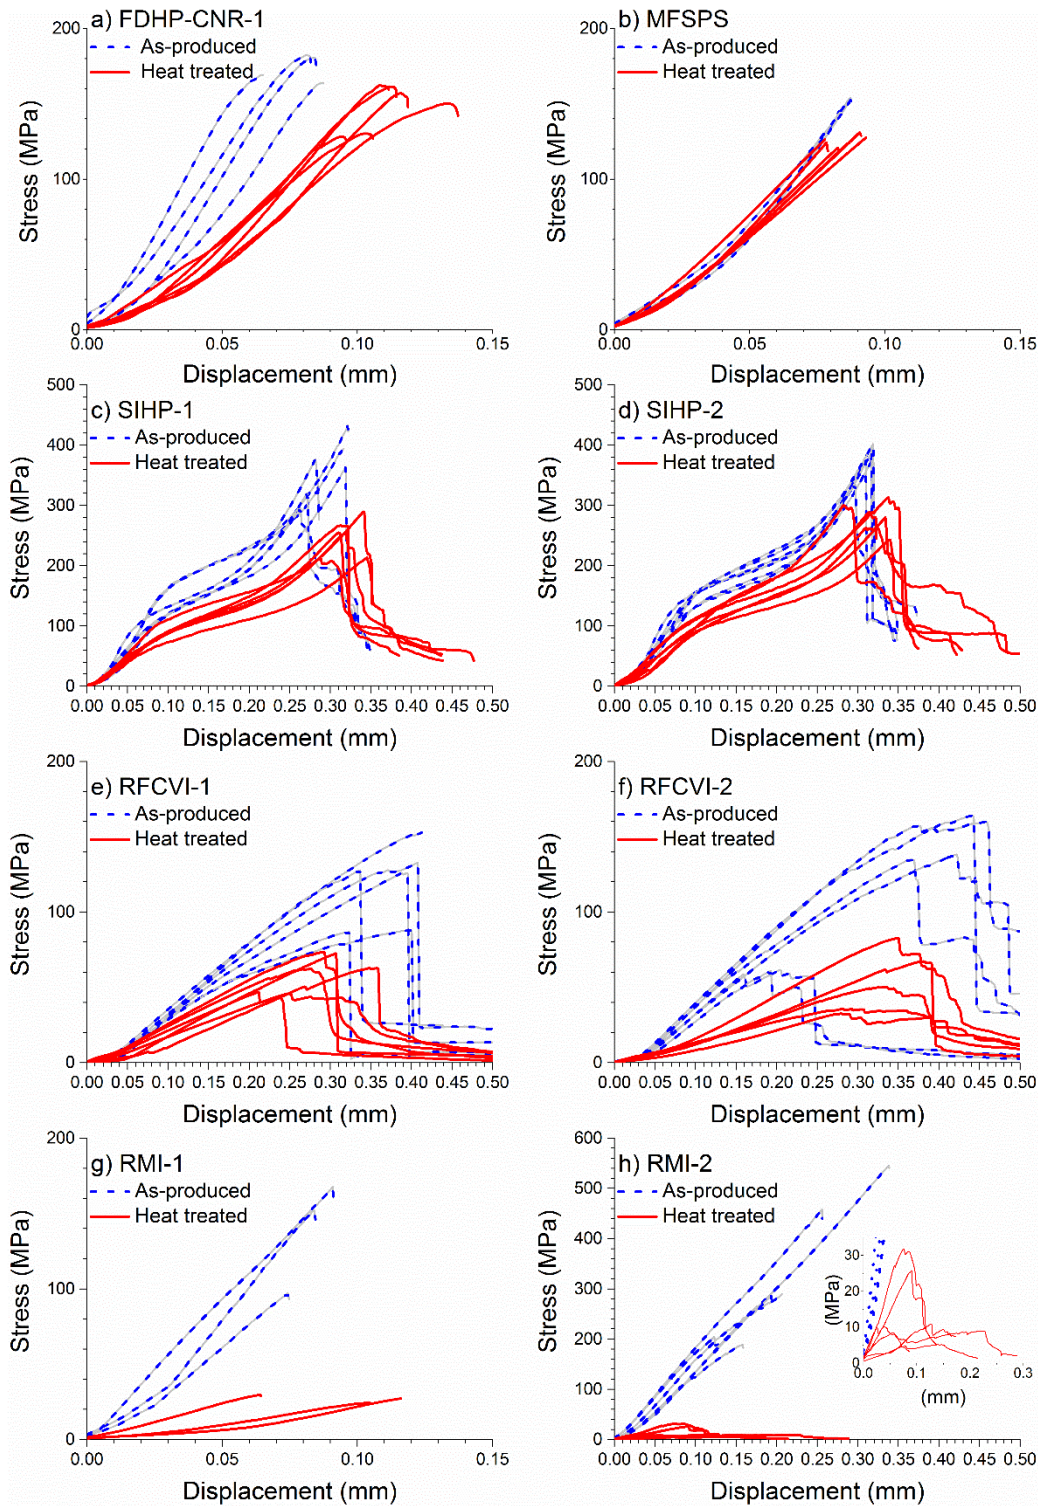 a) FDHP-CNR-1
As-produced
Heat treated
200
100
0
Stress (MPa)
0.00 0.05 0.10 0.15
Displacement (mm)
b) MFSPS
As-produced
Heat treated
200
100
0
Stress (MPa)
0.00 0.05 0.10 0.15
Displacement (mm)
c) SIHP-1
As-produced
Heat treated
500
400
300
200
100
0
Stress (MPa)
0.00 0.05 0.10 0.15 0.20 0.25 0.30 0.35 0.40 0.45 0.50
Displacement (mm)
d) SIHP-2
As-produced
Heat treated
500
400
300
200
100
0
Stress (MPa)
0.00 0.05 0.10 0.15 0.20 0.25 0.30 0.35 0.40 0.45 0.50
Displacement (mm)
e) RFCVI-1
As-produced
Heat treated
200
100
0
Stress (MPa)
0.00 0.05 0.10 0.15 0.20 0.25 0.30 0.35 0.40 0.45 0.50
Displacement (mm)
f) RFCVI-2
As-produced
Heat treated
200
100
0
Stress (MPa)
0.00 0.05 0.10 0.15 0.20 0.25 0.30 0.35 0.40 0.45 0.50
Displacement (mm)
g) RMI-1
As-produced
Heat treated
200
100
0
Stress (MPa)
0.00 0.05 0.10 0.15
Displacement (mm)
h) RMI-2
As-produced
Heat treated
600
500
400
300
200
100
0
Stress (MPa)
0.00 0.05 0.10 0.15 0.20 0.25 0.30 0.35 0.40 0.45 0.50
Displacement (mm)
30
20
10
0
(MPa)
0.0 0.1 0.2 0.3
(mm)